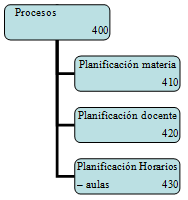 Procesos
400
Planificación materia
410
Planificación docente
420
Planificación Horarios
– aulas 430